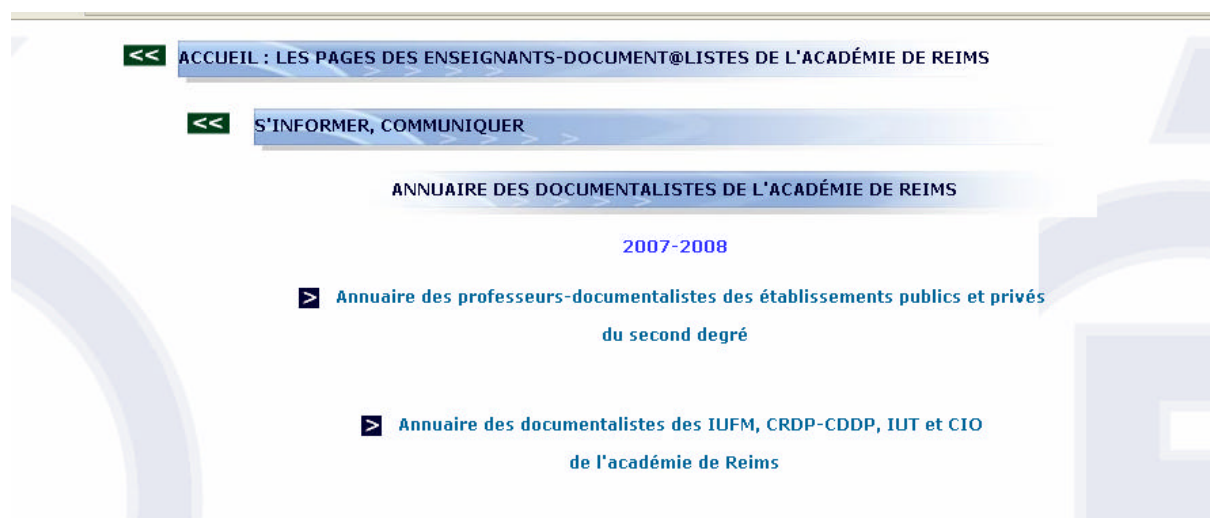 << ACCUEIL : LES PAGES DES ENSEIGNANTS-DOCUMENT@LISTES DE L'ACADÉMIE DE REIMS
<< S'INFORMER, COMMUNIQUER
ANNUAIRE DES DOCUMENTALISTES DE L'ACADÉMIE DE REIMS
2007-2008
> Annuaire des professeurs-documentalistes des établissements publics et privés
du second degré
> Annuaire des documentalistes des IUFM, CRDP-CDDP, IUT et CIO
de l'académie de Reims